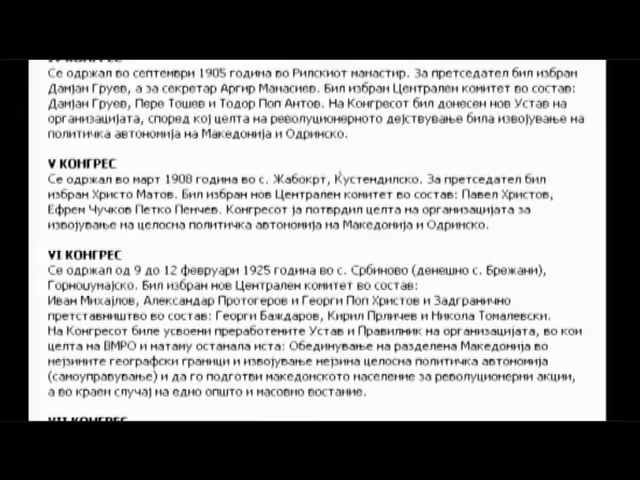 IV КОНГРЕС
Се одржал во септември 1905 година во Рилскиот манастир. За претседател бил избран
Дамјан Груев, а за секретар Аргир Манасиев. Бил избран Централен комитет во состав:
Дамјан Груев, Пере Тошев и Тодор Поп Антов. На Конгресот бил донесен нов Устав на
организацијата, според кој целта на револуционерното дејствување била извојување на
политичка автономија на Македонија и Одринско.
V КОНГРЕС
Се одржал во март 1908 година во с. Жабокрт, Ќустендилско. За претседател бил
избран Христо Матов. Бил избран нов Централен комитет во состав: Павел Христов,
Ефрем Чучков Петко Пенчев. Конгресот ја потврдил целта на организацијата за
извојување на целосна политичка автономија на Македонија и Одринско.
VI КОНГРЕС
Се одржал од 9 до 12 февруари 1925 година во с. Србиново (денешно с. Брежани),
Горноџумајско. Бил избран нов Централен комитет во состав:
Иван Михајлов, Александар Протогеров и Георги Поп Христов и Задгранично
претставништво во состав: Георги Баждаров, Кирил Прличев и Никола Томалевски.
На Конгресот биле усвоени преработените Устав и Правилник на организацијата, во кои
целта на ВМРО и натаму останала иста: Обединување на разделена Македонија во
нејзините географски граници и извојување нејзина целосна политичка автономија
(самоуправување) и да го подготви македонското население за револуционерни акции,
а во краен случај на едно општо и масовно востание.
VII КОНГРЕС